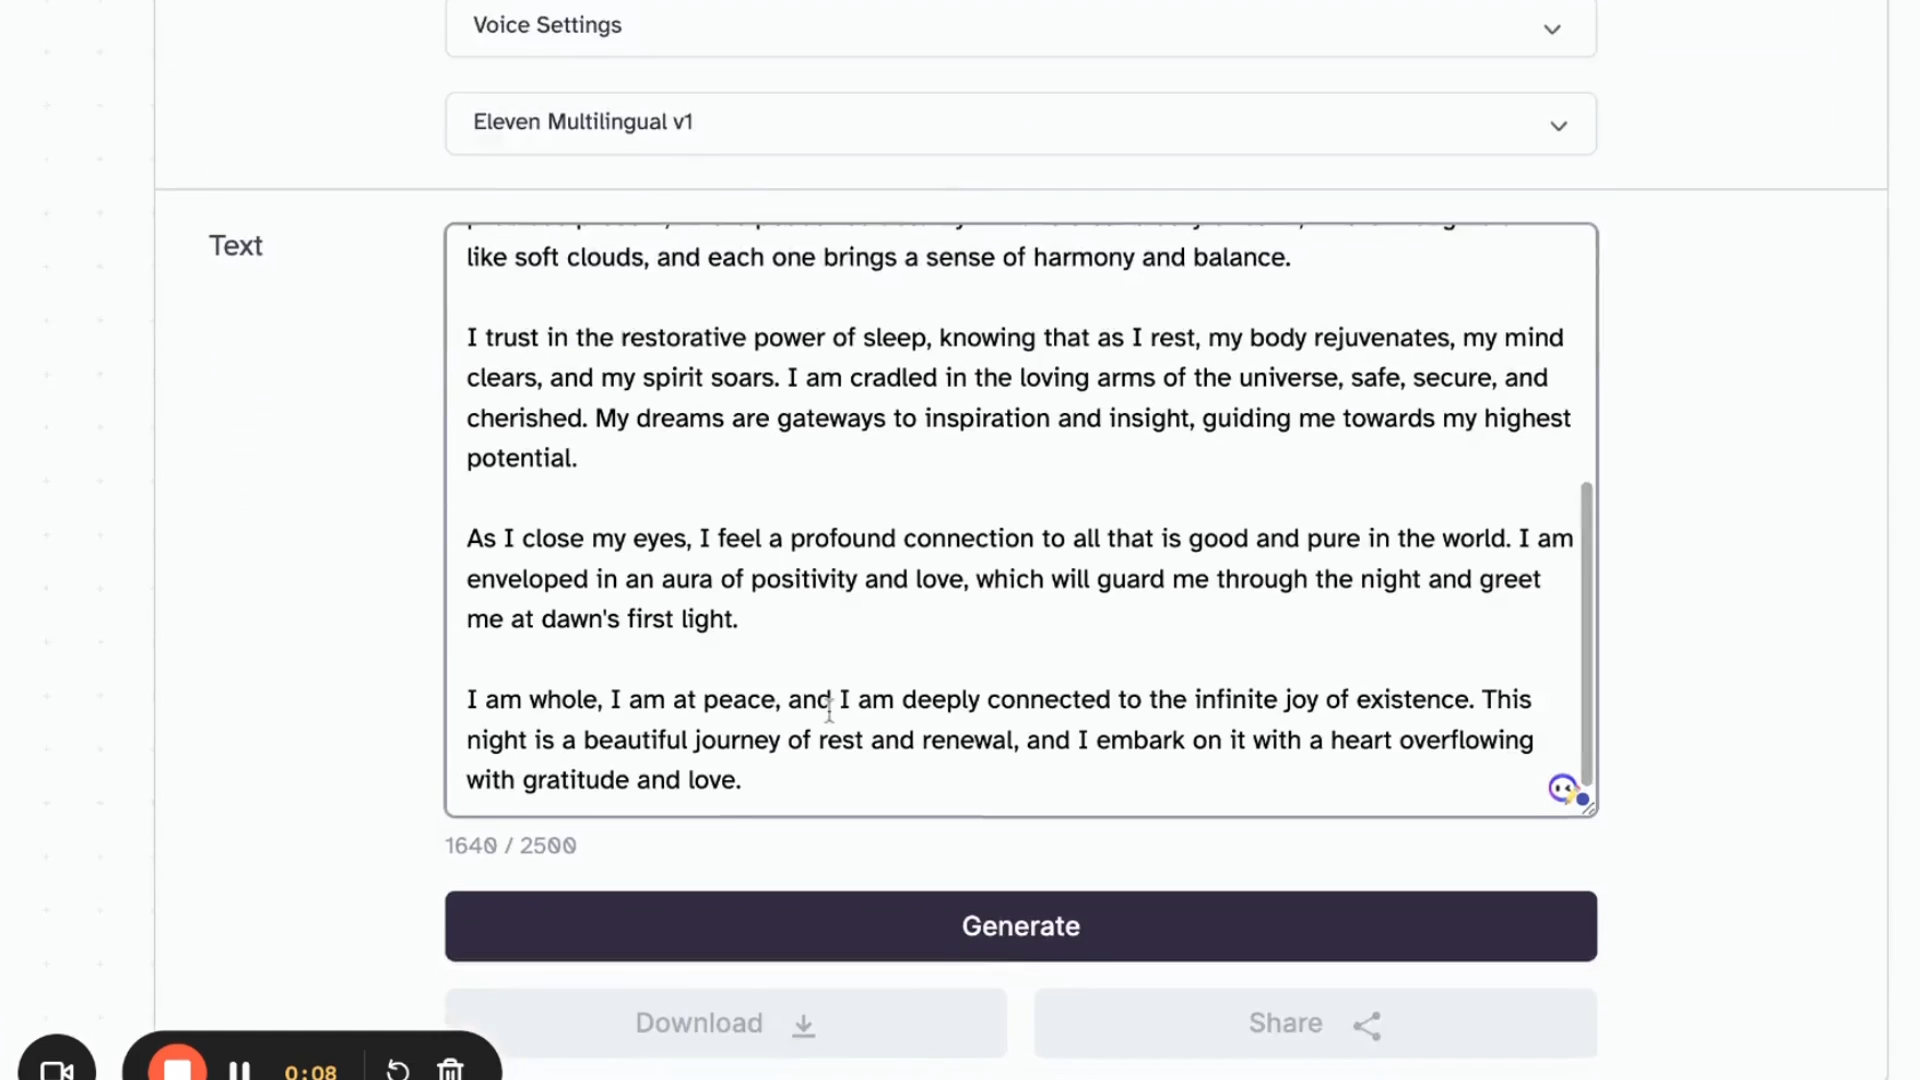 Voice Settings
Eleven Multilingual v1
Text
like soft clouds, and each one brings a sense of harmony and balance.
I trust in the restorative power of sleep, knowing that as I rest, my body rejuvenates, my mind
clears, and my spirit soars. I am cradled in the loving arms of the universe, safe, secure, and
cherished. My dreams are gateways to inspiration and insight, guiding me towards my highest
potential.
As I close my eyes, I feel a profound connection to all that is good and pure in the world. I am
enveloped in an aura of positivity and love, which will guard me through the night and greet
me at dawn's first light.
I am whole, I am at peace, and I am deeply connected to the infinite joy of existence. This
night is a beautiful journey of rest and renewal, and I embark on it with a heart overflowing
with gratitude and love.
1640 / 2500
Generate
Download
Share
0:08